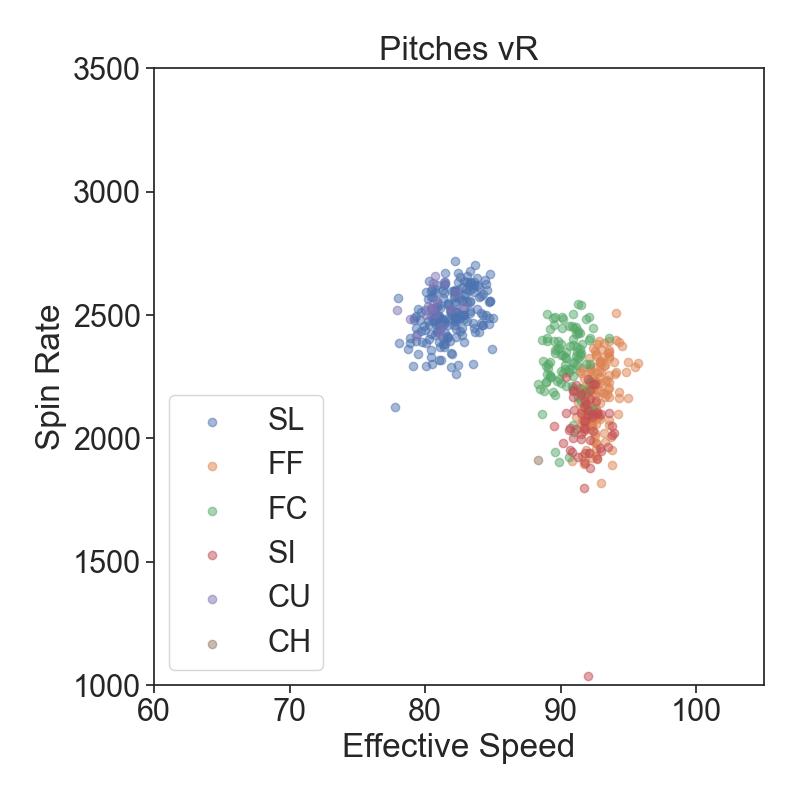 Pitches vR
3500
3000
2500
2000
1500
1000
Spin Rate
SL
FF
FC
SI
CU
CH
60 70 80 90 100
Effective Speed